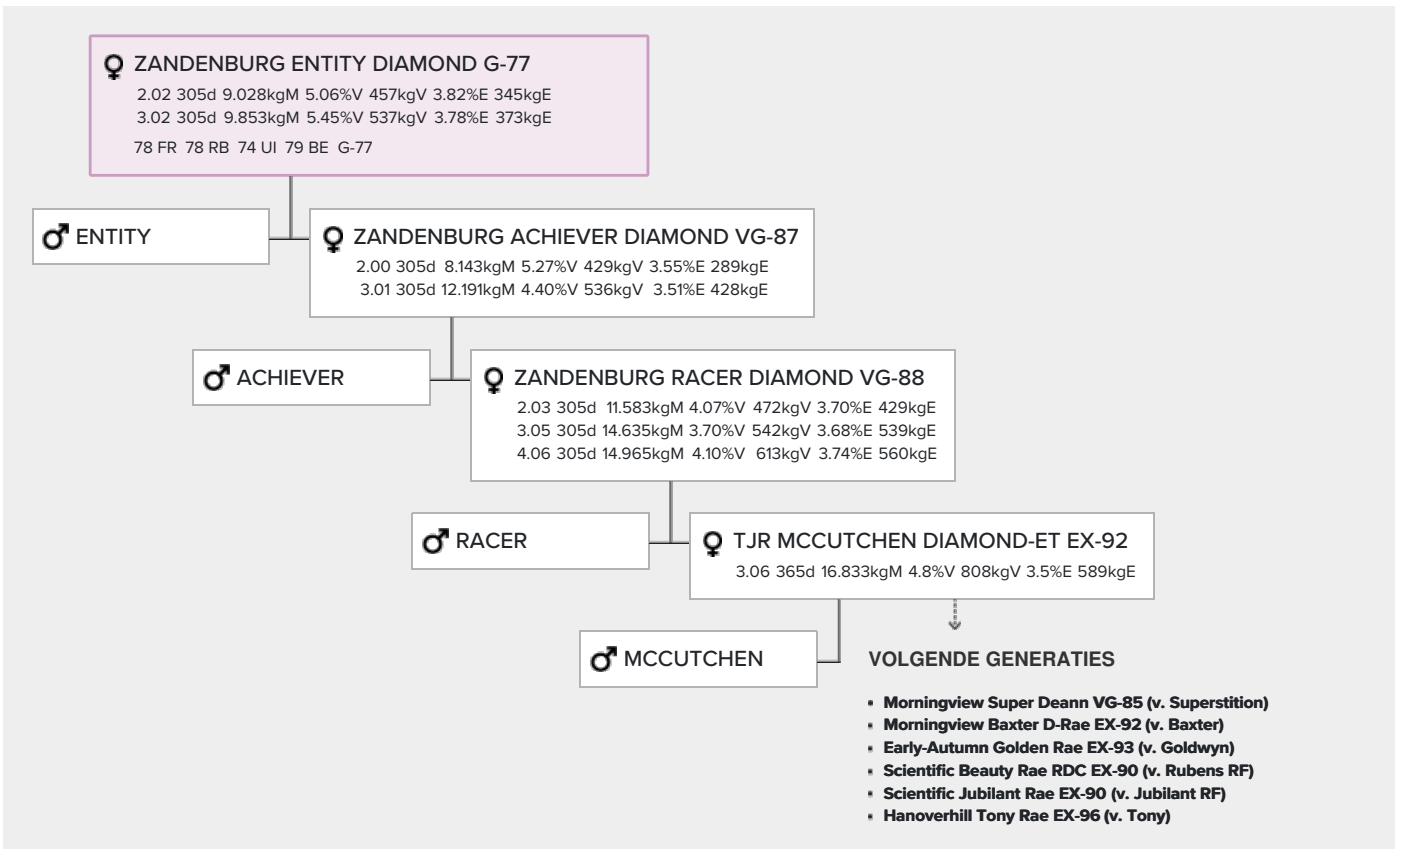 ZANDENBURG ENTITY DIAMOND G-77
2.02 305d 9.028kgM 5.06%V 457kgV 3.82%E 345kgE
3.02 305d 9.853kgM 5.45%V 537kgV 3.78%E 373kgE
78 FR 78 RB 74 UI 79 BE G-77
ENTITY
ZANDENBURG ACHIEVER DIAMOND VG-87
2.00 305d 8.143kgM 5.27%V 429kgV 3.55%E 289kgE
3.01 305d 12.191kgM 4.40%V 536kgV 3.51%E 428kgE
ACHIEVER
ZANDENBURG RACER DIAMOND VG-88
2.03 305d 11.583kgM 4.07%V 472kgV 3.70%E 429kgE
3.05 305d 14.635kgM 3.70%V 542kgV 3.68%E 539kgE
4.06 305d 14.965kgM 4.10%V 613kgV 3.74%E 560kgE
RACER
TJR MCCUTCHEN DIAMOND-ET EX-92
3.06 365d 16.833kgM 4.8%V 808kgV 3.5%E 589kgE
MCCUTCHEN
VOLGENDE GENERATIES
Morningview Super Deann VG-85 (v. Superstition)
Morningview Baxter D-Rae EX-92 (v. Baxter)
Early-Autumn Golden Rae EX-93 (v. Goldwyn)
Scientific Beauty Rae RDC EX-90 (v. Rubens RF)
Scientific Jubilant Rae EX-90 (v. Jubilant RF)
Hanoverhill Tony Rae EX-96 (v. Tony)